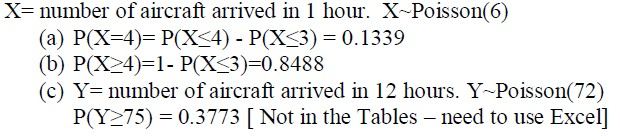 X= number of aircraft arrived in 1 hour.  X~Poisson(6)
(a) P(X=4)= P(X≤4) - P(X≤3) = 0.1339
(b) P(X≥4)=1- P(X≤3)=0.8488
(c) Y= number of aircraft arrived in 12 hours. Y~Poisson(72)
P(Y≥75) = 0.3773 [ Not in the Tables – need to use Excel]